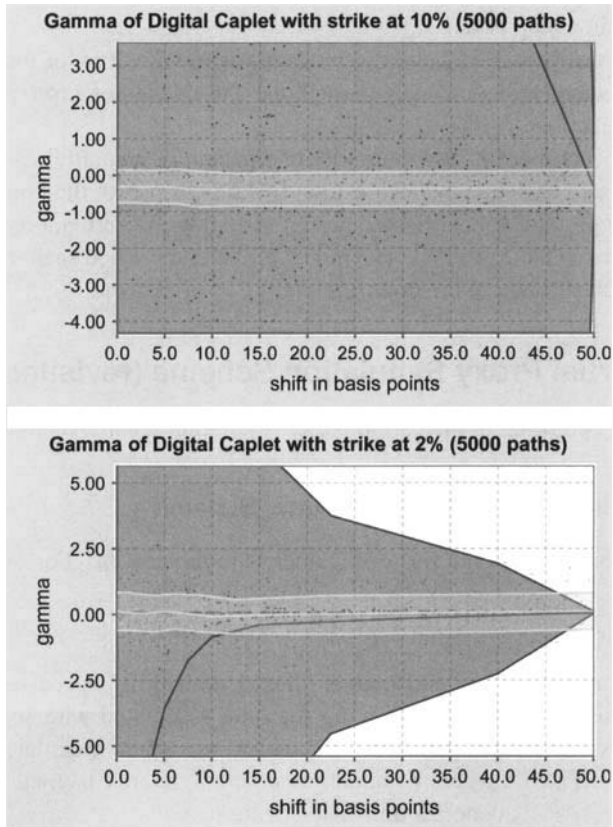 Gamma of Digital Caplet with strike at 10% (5000 paths)
3.00
2.00
1.00
0.00
-1.00
-2.00
-3.00
-4.00
gamma
0.0 5.0 10.0 15.0 20.0 25.0 30.0 35.0 40.0 45.0 50.0
shift in basis points
Gamma of Digital Caplet with strike at 2% (5000 paths)
5.00
2.50
0.00
-2.50
-5.00
gamma
0.0 5.0 10.0 15.0 20.0 25.0 30.0 35.0 40.0 45.0 50.0
shift in basis points